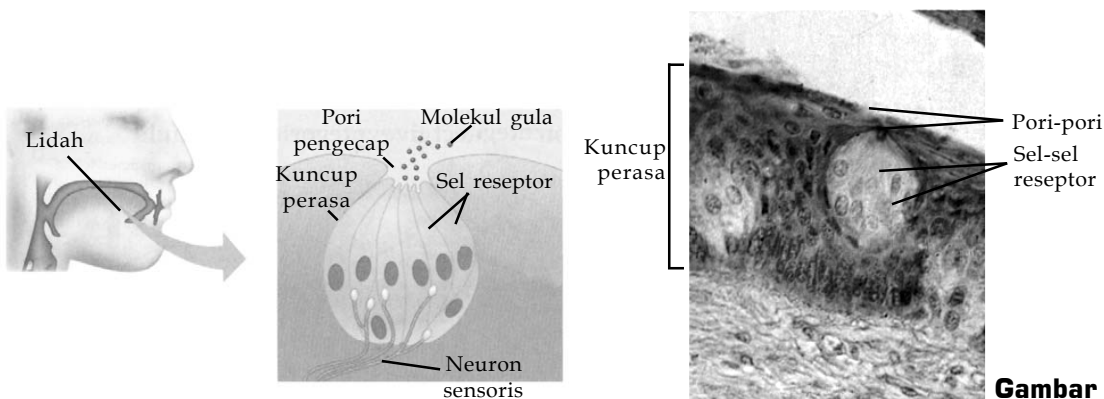 Lidah
Pori
pengecap
Molekul gula
Kuncup
perasa
Sel reseptor
Neuron
sensoris
Kuncup
perasa
Pori-pori
Sel-sel
reseptor
Gambar